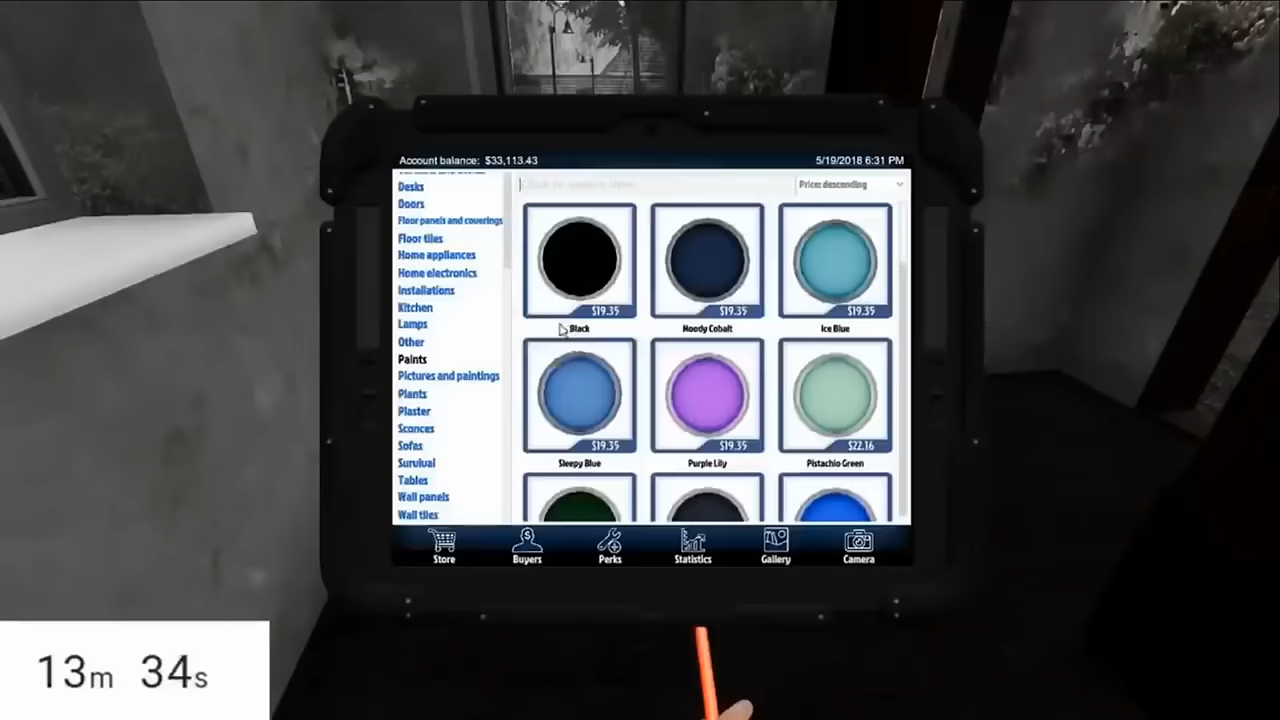 Account balance: $33,113.43
5/19/2018 6:31 PM
Price: descending
Desks
Doors
Floor panels and coverings
Floor tiles
Home appliances
Home electronics
Installations
Kitchen
Lamps
Other
Paints
Pictures and paintings
Plants
Plaster
Sconces
Sofas
Survival
Tables
Wall panels
Wall tiles
$19.35
$19.35
$19.35
Black
Moody Cobalt
Ice Blue
$19.35
$19.35
$22.16
Sleepy Blue
Purple Lily
Pistachio Green
Store
Buyers
Perks
Statistics
Gallery
Camera
13m 34s